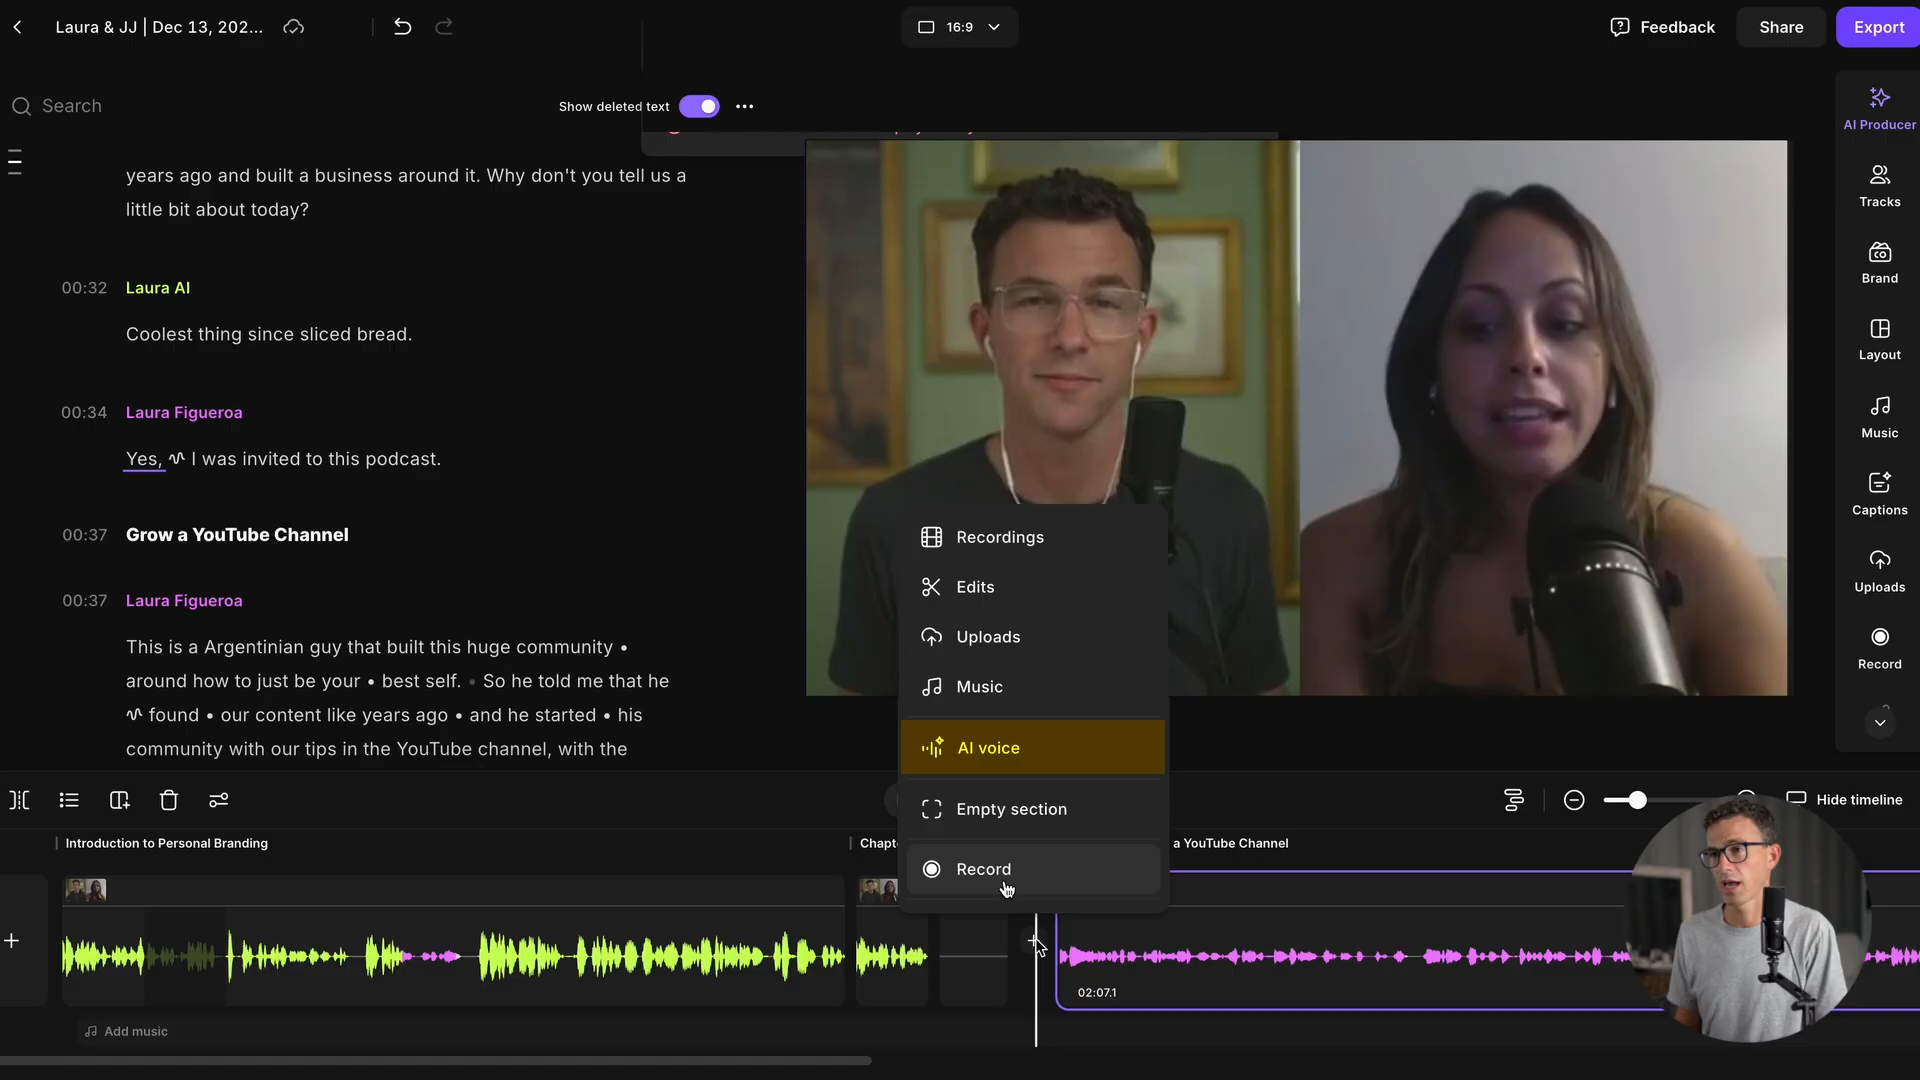 Laura & JJ | Dec 13, 202...
16:9
Feedback
Share
Export
Search
Show deleted text
years ago and built a business around it. Why don't you tell us a
little bit about today?
00:32 Laura AI
Coolest thing since sliced bread.
00:34 Laura Figueroa
Yes, I was invited to this podcast.
00:37 Grow a YouTube Channel
00:37 Laura Figueroa
This is a Argentinian guy that built this huge community •
around how to just be your • best self. • So he told me that he
found • our content like years ago • and he started • his
community with our tips in the YouTube channel, with the
Recordings
Edits
Uploads
Music
AI voice
Empty section
Record
AI Producer
Tracks
Brand
Layout
Music
Captions
Uploads
Record
Hide timeline
Introduction to Personal Branding
Chapt
a YouTube Channel
02:07.1
Add music